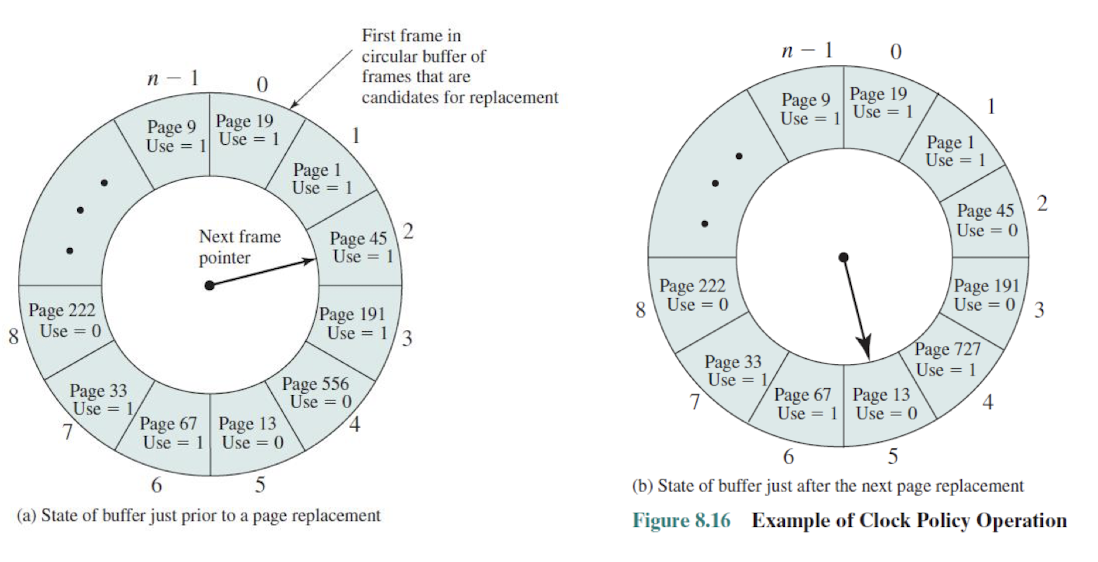 First frame in
circular buffer of
frames that are
candidates for replacement
n − 1
0
Page 9
Use = 1
Page 19
Use = 1
1
Page 1
Use = 1
2
Page 45
Use = 1
Next frame
pointer
Page 191
Use = 1
3
Page 556
Use = 0
4
Page 13
Use = 0
5
Page 67
Use = 1
6
Page 33
Use = 1
7
Page 222
Use = 0
8
(a) State of buffer just prior to a page replacement
n − 1
0
Page 9
Use = 1
Page 19
Use = 1
1
Page 1
Use = 1
2
Page 45
Use = 0
Page 191
Use = 0
3
Page 727
Use = 1
4
Page 13
Use = 0
5
Page 67
Use = 1
6
Page 33
Use = 1
7
Page 222
Use = 0
8
(b) State of buffer just after the next page replacement
Figure 8.16 Example of Clock Policy Operation